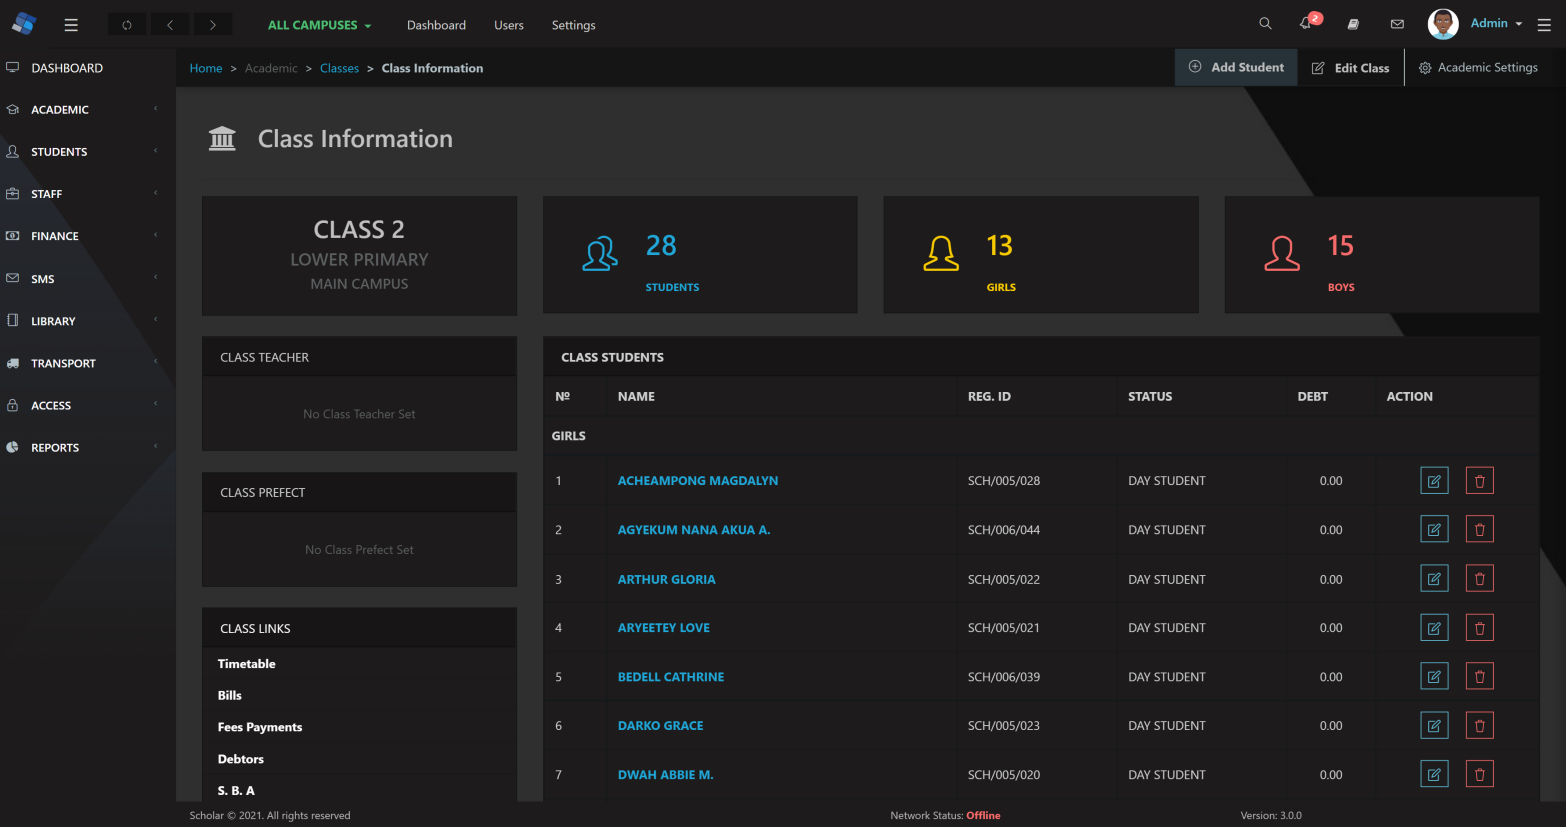 ALL CAMPUSES Dashboard Users Settings 2 Admin
DASHBOARD
ACADEMIC
STUDENTS
STAFF
FINANCE
SMS
LIBRARY
TRANSPORT
ACCESS
REPORTS
Home > Academic > Classes > Class Information Add Student Edit Class Academic Settings
Class Information
CLASS 2
LOWER PRIMARY
MAIN CAMPUS
28
STUDENTS
13
GIRLS
15
BOYS
CLASS TEACHER
No Class Teacher Set
CLASS PREFECT
No Class Prefect Set
CLASS LINKS
Timetable
Bills
Fees Payments
Debtors
S. B. A
CLASS STUDENTS
Nº NAME REG. ID STATUS DEBT ACTION
GIRLS
1 ACHEAMPONG MAGDALYN SCH/005/028 DAY STUDENT 0.00
2 AGYEKUM NANA AKUA A. SCH/006/044 DAY STUDENT 0.00
3 ARTHUR GLORIA SCH/005/022 DAY STUDENT 0.00
4 ARYEETEY LOVE SCH/005/021 DAY STUDENT 0.00
5 BEDELL CATHRINE SCH/006/039 DAY STUDENT 0.00
6 DARKO GRACE SCH/005/023 DAY STUDENT 0.00
7 DWAH ABBIE M. SCH/005/020 DAY STUDENT 0.00
Scholar © 2021. All rights reserved Network Status: Offline Version: 3.0.0